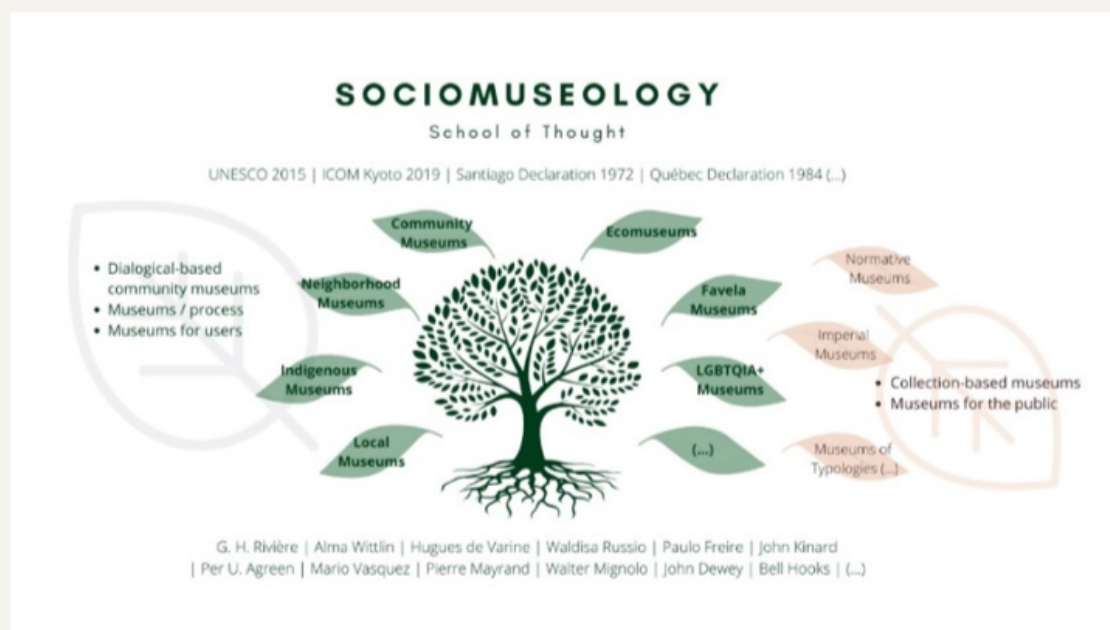 SOCIOMUSEOLOGY
School of Thought
UNESCO 2015 | ICOM Kyoto 2019 | Santiago Declaration 1972 | Québec Declaration 1984 (...)
Community
Museums
Ecomuseums
• Dialogical-based
community museums
• Museums / process
• Museums for users
Neighborhood
Museums
Favela
Museums
Normative
Museums
Imperial
Museums
Indigenous
Museums
LGBTQIA+
Museums
• Collection-based museums
• Museums for the public
Local
Museums
(...)
Museums of
Typologies (...)
G. H. Rivière | Alma Wittlin | Hugues de Varine | Waldisa Russio | Paulo Freire | John Kinard
| Per U. Agreen | Mario Vasquez | Pierre Mayrand | Walter Mignolo | John Dewey | Bell Hooks | (...)